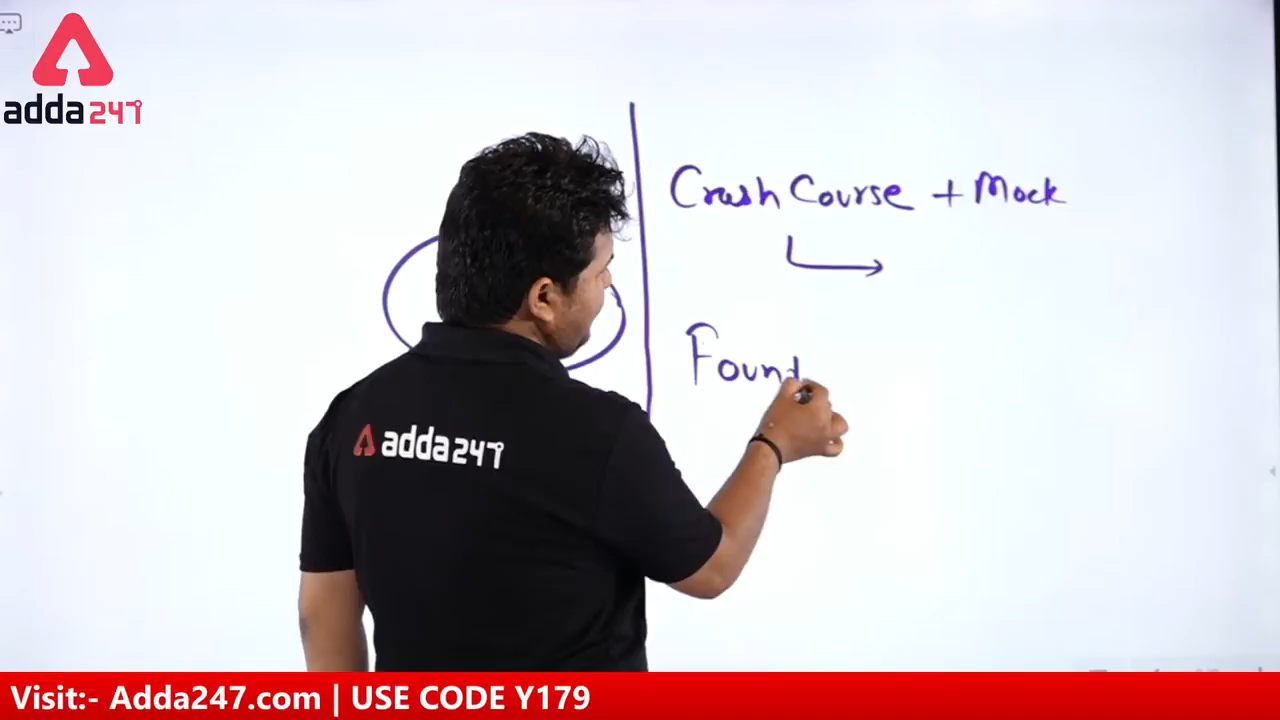 adda247
Crash Course + Mock
Found
adda247
Visit:- Adda247.com | USE CODE Y179